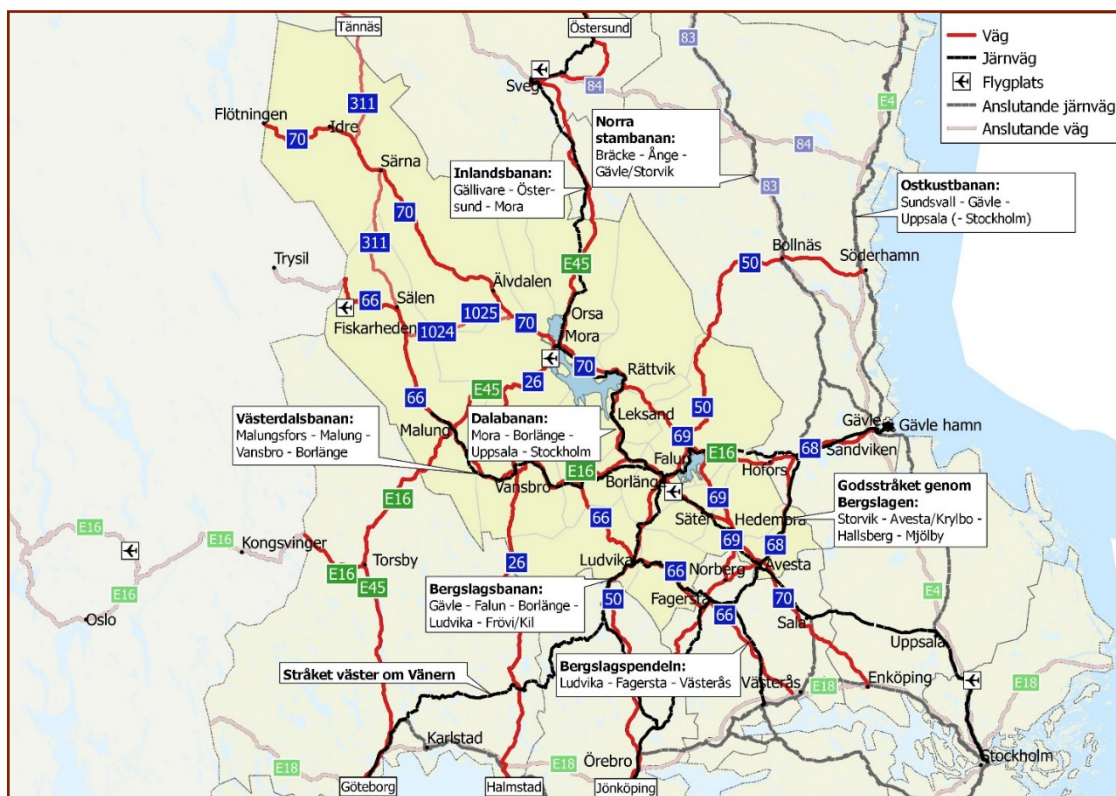 Tännäs
Östersund
83
Väg
Järnväg
Flygplats
Anslutande järnväg
Anslutande väg
Sveg
84
E4
311
Flötningen
70
Idre
Norra
stambanan:
Bräcke - Ånge -
Gävle/Storvik
84
Särna
Inlandsbanan:
Gällivare - Öster-
sund - Mora
83
Ostkustbanan:
Sundsvall - Gävle -
Uppsala (- Stockholm)
70
311
Trysil
E45
50
Bollnäs
Söderhamn
Älvdalen
66
Sälen
Fiskarheden
1024
1025
70
Orsa
Mora
70
Rättvik
E45
26
66
Leksand
50
Västerdalsbanan:
Malungsfors - Malung -
Vansbro - Borlänge
Malung
Dalabanan:
Mora - Borlänge -
Uppsala - Stockholm
69
Falun
E16
Hofors
68
Sandviken
Gävle
Gävle hamn
Vansbro
E16
Borlänge
E16
69
Godsstråket genom
Bergslagen:
Storvik - Avesta/Krylbo -
Hallsberg - Mjölby
66
Säter
Hedemora
69
68
E16
E16
Kongsvinger
Torsby
E16
E45
26
Ludvika
66
Norberg
Avesta
Fagersta
50
66
70
Sala
E4
Oslo
E16
Bergslagsbanan:
Gävle - Falun - Borlänge -
Ludvika - Frövi/Kil
Uppsala
Stråket väster om Vänern
Bergslagspendeln:
Ludvika - Fagersta - Västerås
Västerås
E18
Enköping
E18
Karlstad
E18
E18
Örebro
Stockholm
Göteborg
Halmstad
Jönköping